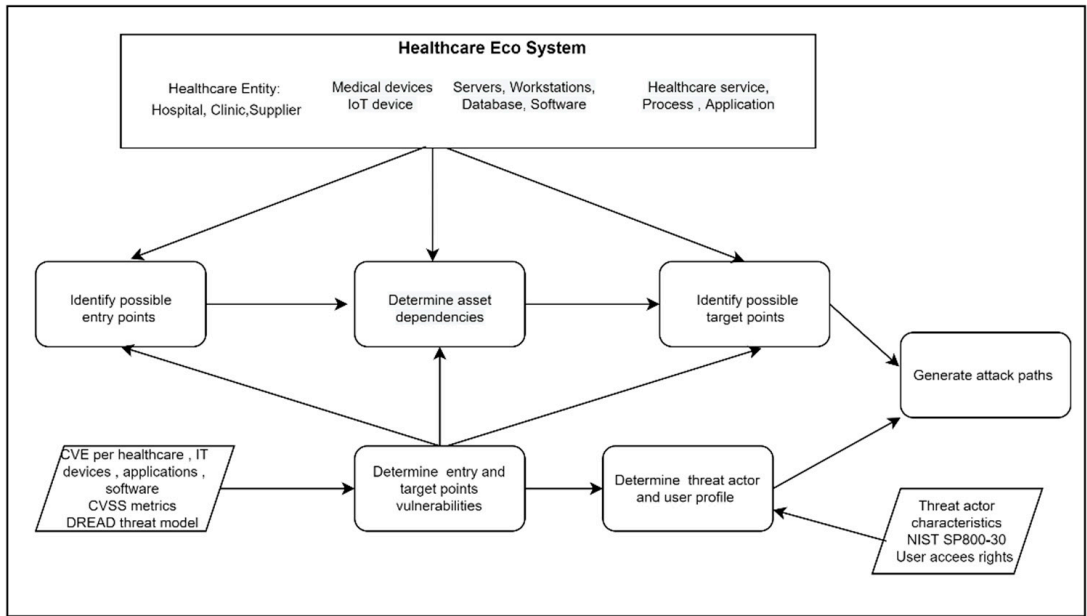 Healthcare Eco System
Healthcare Entity:
Hospital, Clinic,Supplier
Medical devices
IoT device
Servers, Workstations,
Database, Software
Healthcare service,
Process , Application
Identify possible
entry points
Determine asset
dependencies
Identify possible
target points
Generate attack paths
CVE per healthcare , IT
devices , applications ,
software
CVSS metrics
DREAD threat model
Determine entry and
target points
vulnerabilities
Determine threat actor
and user profile
Threat actor
characteristics
NIST SP800-30
User accees rights